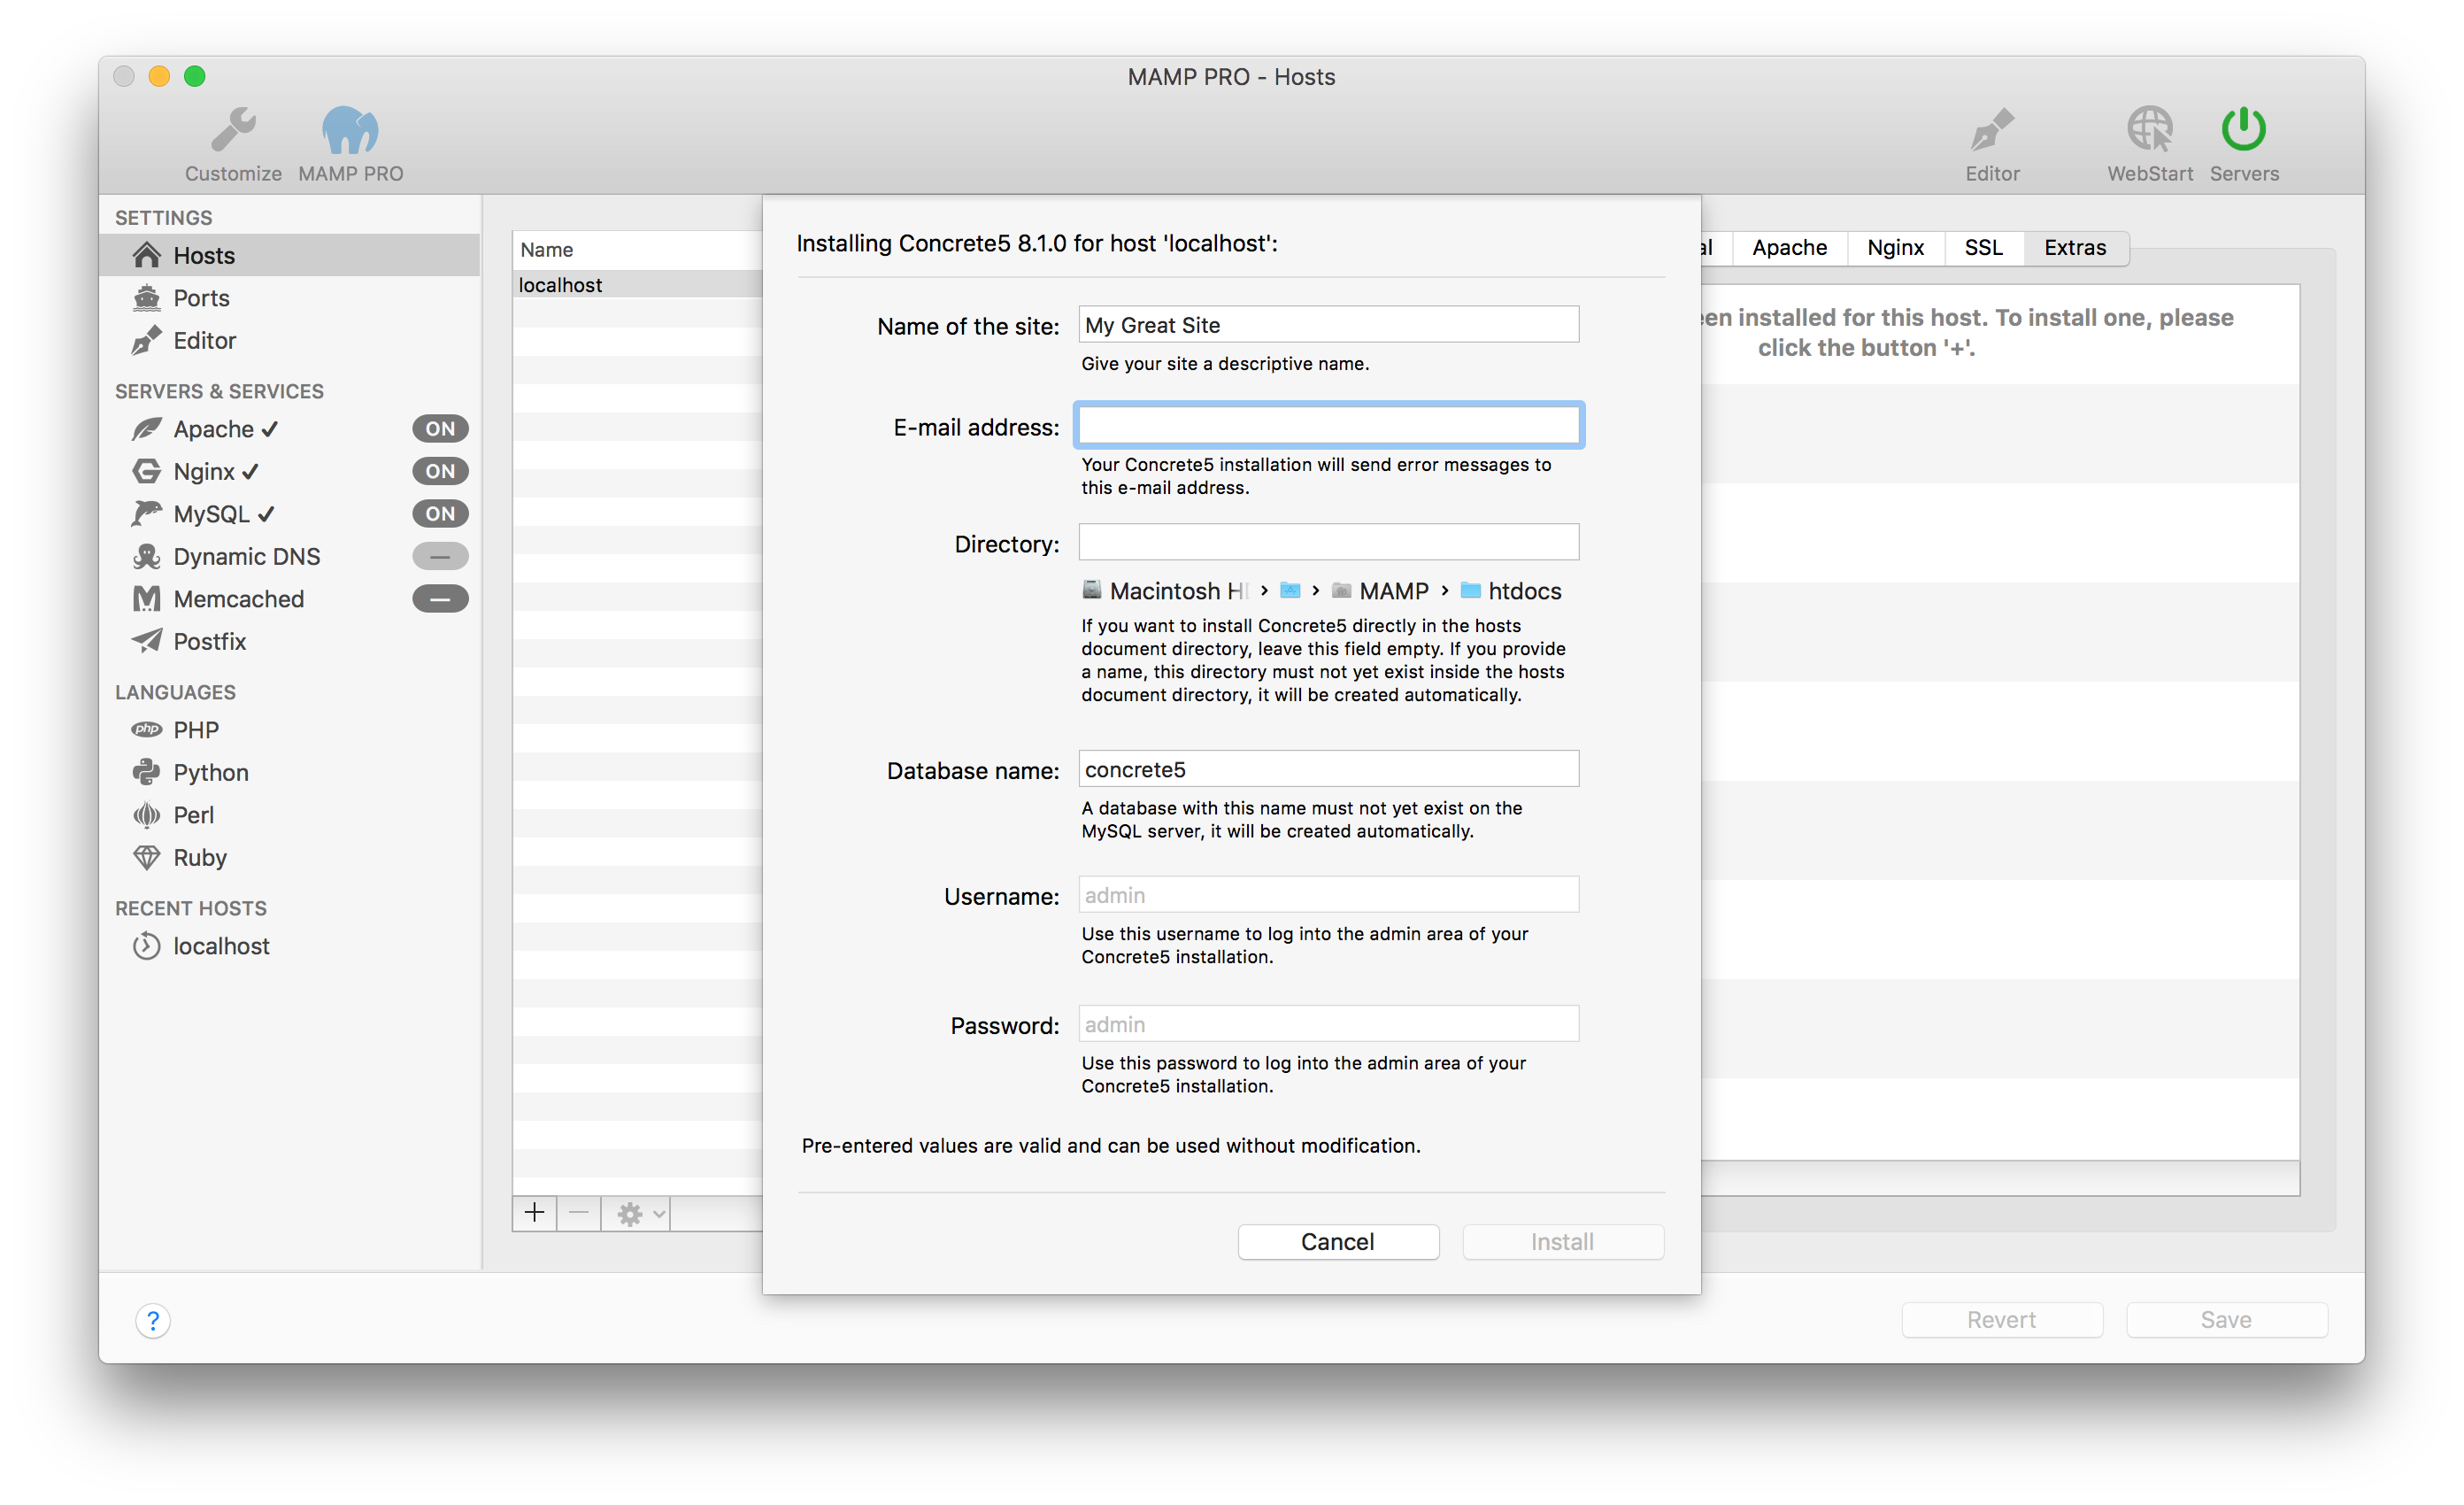 MAMP PRO - Hosts
Customize
MAMP PRO
Editor
WebStart
Servers
SETTINGS
Hosts
Ports
Editor
SERVERS & SERVICES
Apache ✓ ON
Nginx ✓ ON
MySQL ✓ ON
Dynamic DNS —
Memcached —
Postfix
LANGUAGES
php PHP
Python
Perl
Ruby
RECENT HOSTS
localhost
Name
localhost
Installing Concrete5 8.1.0 for host 'localhost':
Name of the site: My Great Site
Give your site a descriptive name.
E-mail address:
Your Concrete5 installation will send error messages to
this e-mail address.
Directory:
Macintosh H › › MAMP › htdocs
If you want to install Concrete5 directly in the hosts
document directory, leave this field empty. If you provide
a name, this directory must not yet exist inside the hosts
document directory, it will be created automatically.
Database name: concrete5
A database with this name must not yet exist on the
MySQL server, it will be created automatically.
Username: admin
Use this username to log into the admin area of your
Concrete5 installation.
Password: admin
Use this password to log into the admin area of your
Concrete5 installation.
Pre-entered values are valid and can be used without modification.
Cancel
Install
Apache
Nginx
SSL
Extras
installed for this host. To install one, please
click the button '+'.
?
Revert
Save